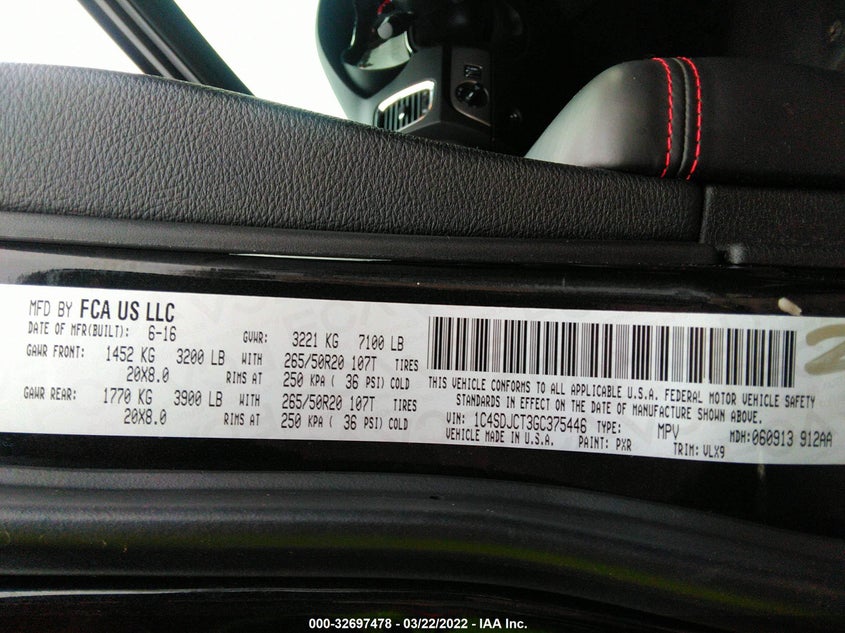 MFD BY FCA US LLC
DATE OF MFR(BUILT): 6-16 GVWR: 3221 KG 7100 LB
GAWR FRONT: 1452 KG 3200 LB WITH 265/50R20 107T TIRES
20X8.0 RIMS AT 250 KPA ( 36 PSI) COLD
GAWR REAR: 1770 KG 3900 LB WITH 265/50R20 107T TIRES
20X8.0 RIMS AT 250 KPA ( 36 PSI) COLD
THIS VEHICLE CONFORMS TO ALL APPLICABLE U.S.A. FEDERAL MOTOR VEHICLE SAFETY
STANDARDS IN EFFECT ON THE DATE OF MANUFACTURE SHOWN ABOVE.
VIN: 1C4SDJCT3GC375446 TYPE: MPV MDH:060913 912AA
VEHICLE MADE IN U.S.A. PAINT: PXR TRIM: VLX9
000-32697478 — 03/22/2022 — IAA Inc.